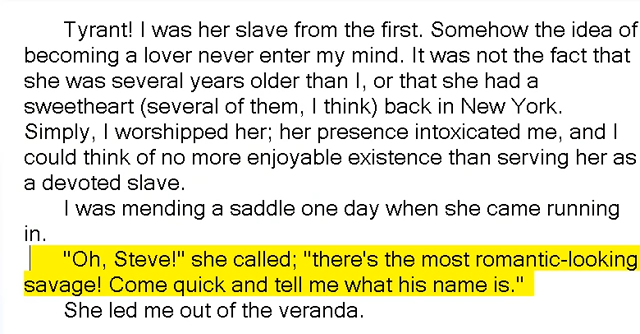 Tyrant! I was her slave from the first. Somehow the idea of
becoming a lover never enter my mind. It was not the fact that
she was several years older than I, or that she had a
sweetheart (several of them, I think) back in New York.
Simply, I worshipped her; her presence intoxicated me, and I
could think of no more enjoyable existence than serving her as
a devoted slave.
I was mending a saddle one day when she came running
in.
"Oh, Steve!" she called; "there's the most romantic-looking
savage! Come quick and tell me what his name is."
She led me out of the veranda.